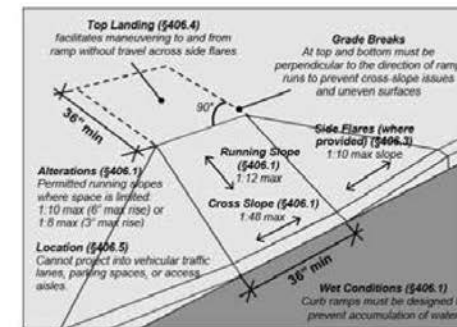 Top Landing (§406.4)
facilitates maneuvering to and from
ramp without travel across side flares
Grade Breaks
At top and bottom must be
perpendicular to the direction of ramp
runs to prevent cross-slope issues
and uneven surfaces
90°
36" min
Side Flares (where
provided) (§406.3)
1:10 max slope
Running Slope
(§406.1)
1:12 max
Alterations (§406.1)
Permitted running slopes
where space is limited:
1:10 max (6" max rise) or
1:8 max (3" max rise)
Cross Slope (§406.1)
1:48 max
Location (§406.5)
Cannot project into vehicular traffic
lanes, parking spaces, or access
aisles.
36" min
Wet Conditions (§406.1)
Curb ramps must be designed t
prevent accumulation of water